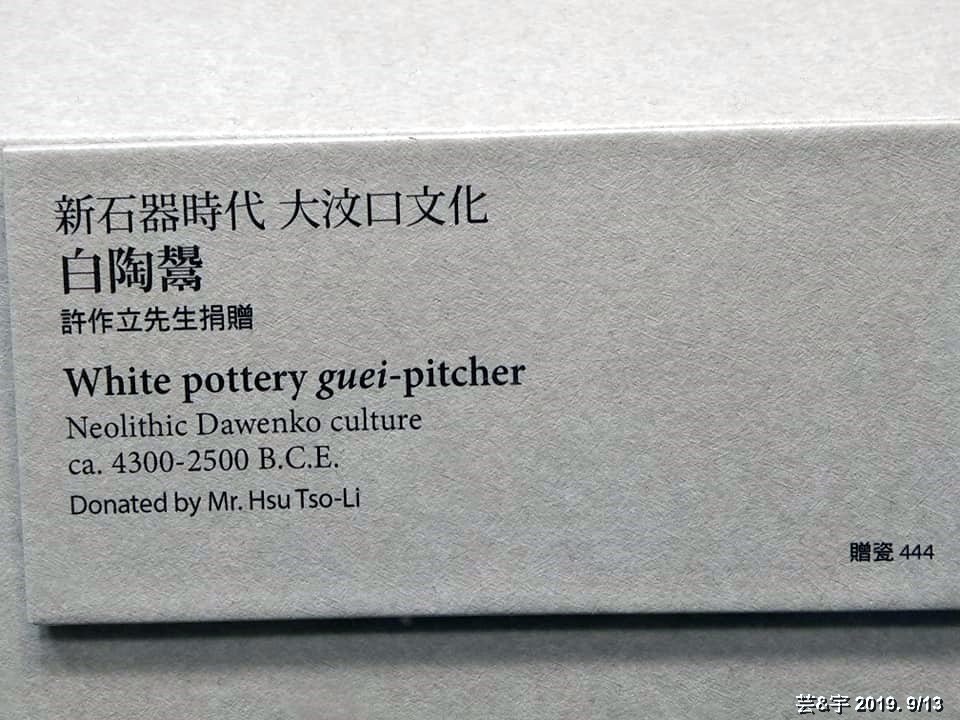 新石器時代 大汶口文化
白陶鬹
許作立先生捐贈
White pottery guei-pitcher
Neolithic Dawenko culture
ca. 4300-2500 B.C.E.
Donated by Mr. Hsu Tso-Li
贈瓷 444
芸&宇 2019. 9/13